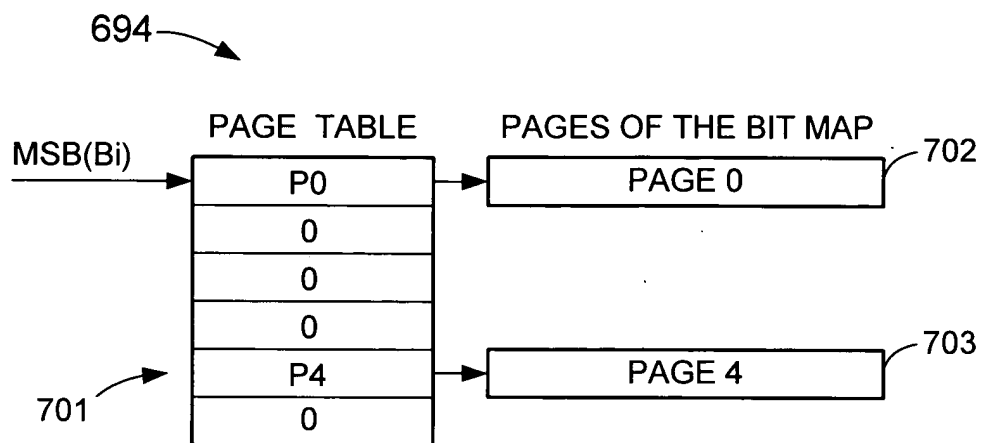 694
PAGE TABLE PAGES OF THE BIT MAP
MSB(Bi) 702
P0 PAGE 0
0
0
0
703
P4 PAGE 4
701
0